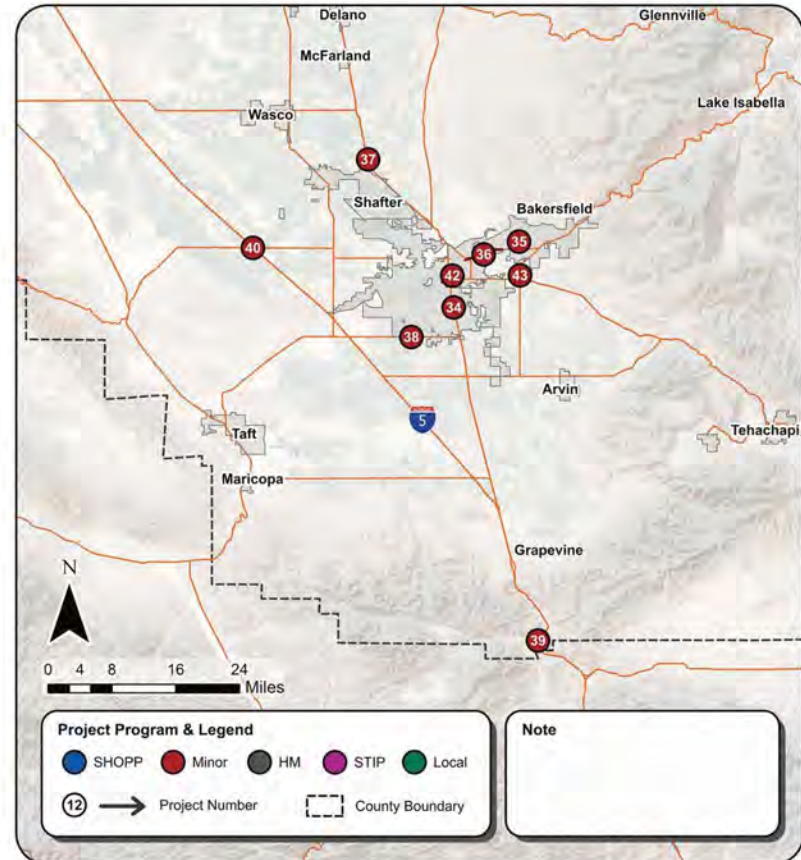 Delano
Glennville
McFarland
Lake Isabella
Wasco
37
Shafter
Bakersfield
35
40
36
42
43
34
38
Arvin
5
Taft
Tehachapi
Maricopa
Grapevine
N
39
0 4 8 16 24
Miles
Project Program & Legend
SHOPP Minor HM STIP Local
12 Project Number County Boundary
Note